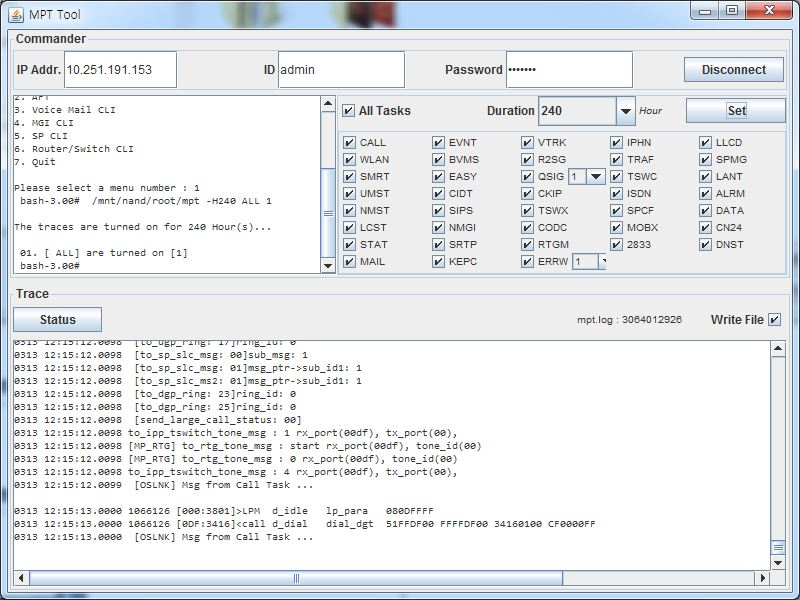 MPT Tool
Commander
IP Addr. 10.251.191.153 ID admin Password ••••••• Disconnect
2. API
3. Voice Mail CLI
4. MGI CLI
5. SP CLI
6. Router/Switch CLI
7. Quit
Please select a menu number : 1
bash-3.00# /mnt/nand/root/mpt -H240 ALL 1
The traces are turned on for 240 Hour(s)...
01. [ ALL] are turned on [1]
bash-3.00#
All Tasks Duration 240 Hour Set
CALL EVNT VTRK IPHN LLCD
WLAN BVMS R2SG TRAF SPMG
SMRT EASY QSIG 1 TSWC LANT
UMST CIDT CKIP ISDN ALRM
NMST SIPS TSWX SPCF DATA
LCST NMGI CODC MOBX CN24
STAT SRTP RTGM 2833 DNST
MAIL KEPC ERRW 1
Trace
Status mpt.log : 3064012926 Write File
0313 12:15:12.0098 [to_dgp_ring: 17]ring_id: 0
0313 12:15:12.0098 [to_sp_slc_msg: 00]sub_msg: 1
0313 12:15:12.0098 [to_sp_slc_msg: 01]msg_ptr->sub_id1: 1
0313 12:15:12.0098 [to_sp_slc_ms2: 01]msg_ptr->sub_id1: 1
0313 12:15:12.0098 [to_dgp_ring: 23]ring_id: 0
0313 12:15:12.0098 [to_dgp_ring: 25]ring_id: 0
0313 12:15:12.0098 [send_large_call_status: 00]
0313 12:15:12.0098 to_ipp_tswitch_tone_msg : 1 rx_port(00df), tx_port(00),
0313 12:15:12.0098 [MP_RTG] to_rtg_tone_msg : start rx_port(00df), tone_id(00)
0313 12:15:12.0098 [MP_RTG] to_rtg_tone_msg : 0 rx_port(00df), tone_id(00)
0313 12:15:12.0098 to_ipp_tswitch_tone_msg : 4 rx_port(00df), tx_port(00),
0313 12:15:12.0099 [OSLNK] Msg from Call Task ...
0313 12:15:13.0000 1066126 [000:3801]>LPM d_idle lp_para 080DFFFF
0313 12:15:13.0000 1066126 [0DF:3416]<call d_dial dial_dgt 51FFDF00 FFFFDF00 34160100 CF0000FF
0313 12:15:13.0000 [OSLNK] Msg from Call Task ...